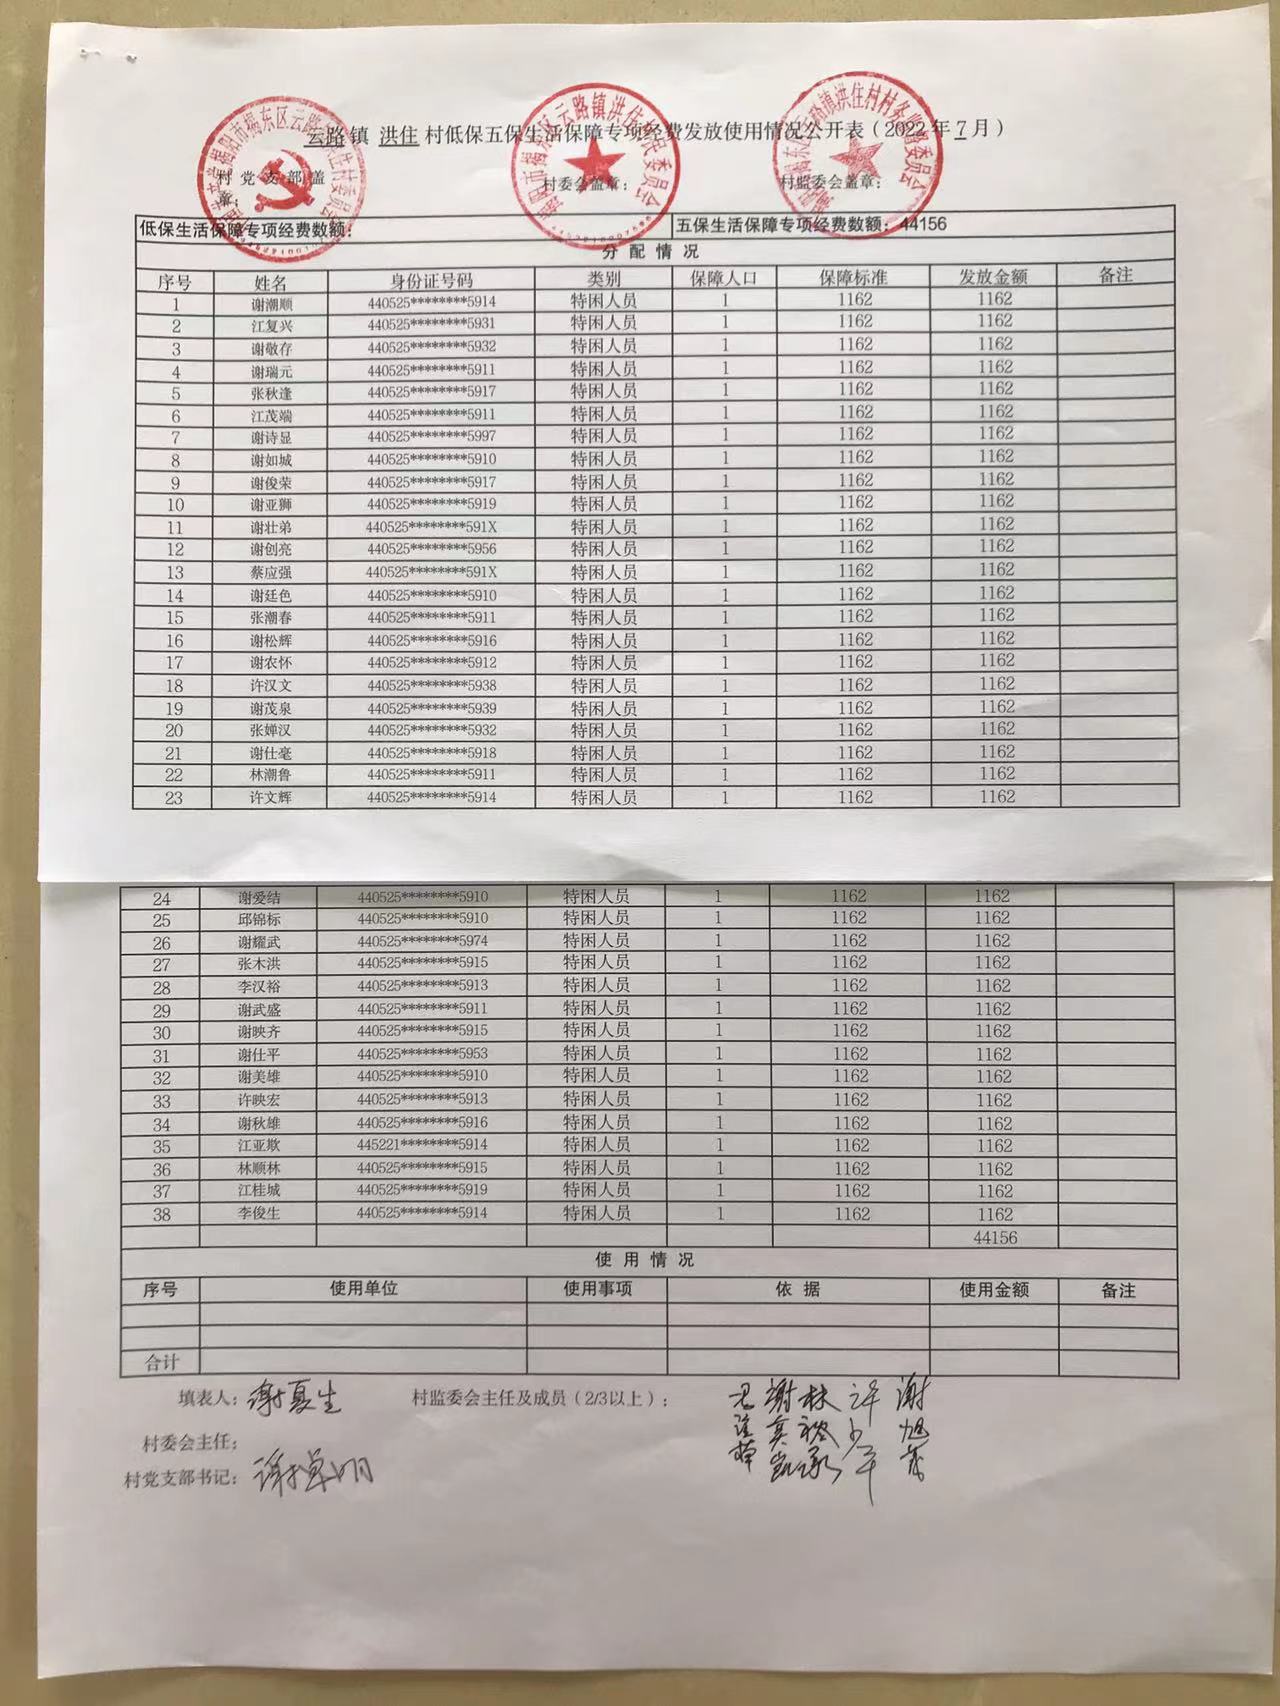 云路镇 洪住 村低保五保生活保障专项经费发放使用情况公开表（2022年7月）
村党支部盖章： 村委会盖章： 村监委会盖章：
低保生活保障专项经费数额： 五保生活保障专项经费数额：44156
分配情况
序号 姓名 身份证号码 类别 保障人口 保障标准 发放金额 备注
1 谢潮顺 440525********5914 特困人员 1 1162 1162
2 江复兴 440525********5931 特困人员 1 1162 1162
3 谢敬存 440525********5932 特困人员 1 1162 1162
4 谢瑞元 440525********5911 特困人员 1 1162 1162
5 张秋逢 440525********5917 特困人员 1 1162 1162
6 江茂端 440525********5911 特困人员 1 1162 1162
7 谢诗显 440525********5997 特困人员 1 1162 1162
8 谢如城 440525********5910 特困人员 1 1162 1162
9 谢俊荣 440525********5917 特困人员 1 1162 1162
10 谢亚狮 440525********5919 特困人员 1 1162 1162
11 谢壮弟 440525********591X 特困人员 1 1162 1162
12 谢创亮 440525********5956 特困人员 1 1162 1162
13 蔡应强 440525********591X 特困人员 1 1162 1162
14 谢廷色 440525********5910 特困人员 1 1162 1162
15 张潮春 440525********5911 特困人员 1 1162 1162
16 谢松辉 440525********5916 特困人员 1 1162 1162
17 谢农怀 440525********5912 特困人员 1 1162 1162
18 许汉文 440525********5938 特困人员 1 1162 1162
19 谢茂泉 440525********5939 特困人员 1 1162 1162
20 张婵汉 440525********5932 特困人员 1 1162 1162
21 谢仕毫 440525********5918 特困人员 1 1162 1162
22 林潮鲁 440525********5911 特困人员 1 1162 1162
23 许文辉 440525********5914 特困人员 1 1162 1162
24 谢爱结 440525********5910 特困人员 1 1162 1162
25 邱锦标 440525********5910 特困人员 1 1162 1162
26 谢耀武 440525********5974 特困人员 1 1162 1162
27 张木洪 440525********5915 特困人员 1 1162 1162
28 李汉裕 440525********5913 特困人员 1 1162 1162
29 谢武盛 440525********5911 特困人员 1 1162 1162
30 谢映齐 440525********5915 特困人员 1 1162 1162
31 谢仕平 440525********5953 特困人员 1 1162 1162
32 谢美雄 440525********5910 特困人员 1 1162 1162
33 许映宏 440525********5913 特困人员 1 1162 1162
34 谢秋雄 440525********5916 特困人员 1 1162 1162
35 江亚欺 445221********5914 特困人员 1 1162 1162
36 林顺林 440525********5915 特困人员 1 1162 1162
37 江桂城 440525********5919 特困人员 1 1162 1162
38 李俊生 440525********5914 特困人员 1 1162 1162
44156
使用情况
序号 使用单位 使用事项 依据 使用金额 备注
合计
填表人：谢夏生 村监委会主任及成员（2/3以上）：
村委会主任：
村党支部书记：